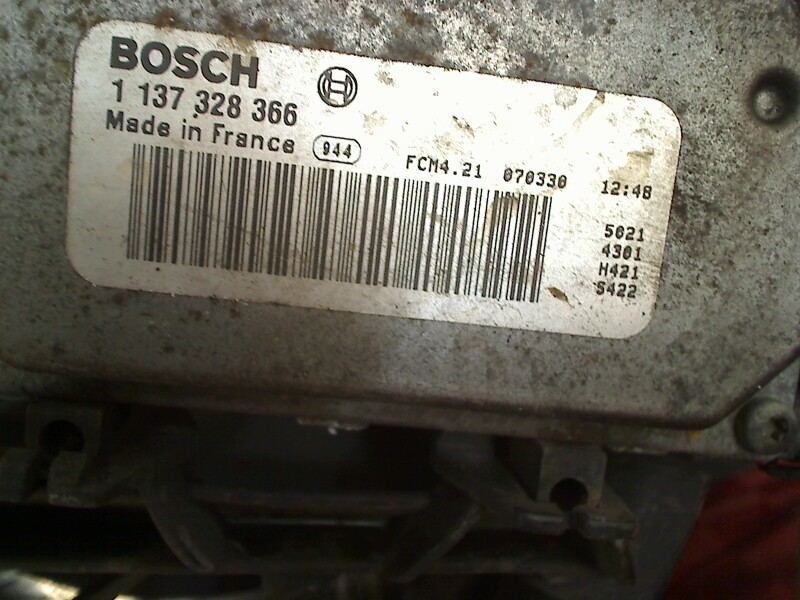 BOSCH
1 137 328 366
Made in France 944
FCM4.21 070330 12:48
5021
4301
H421
5422